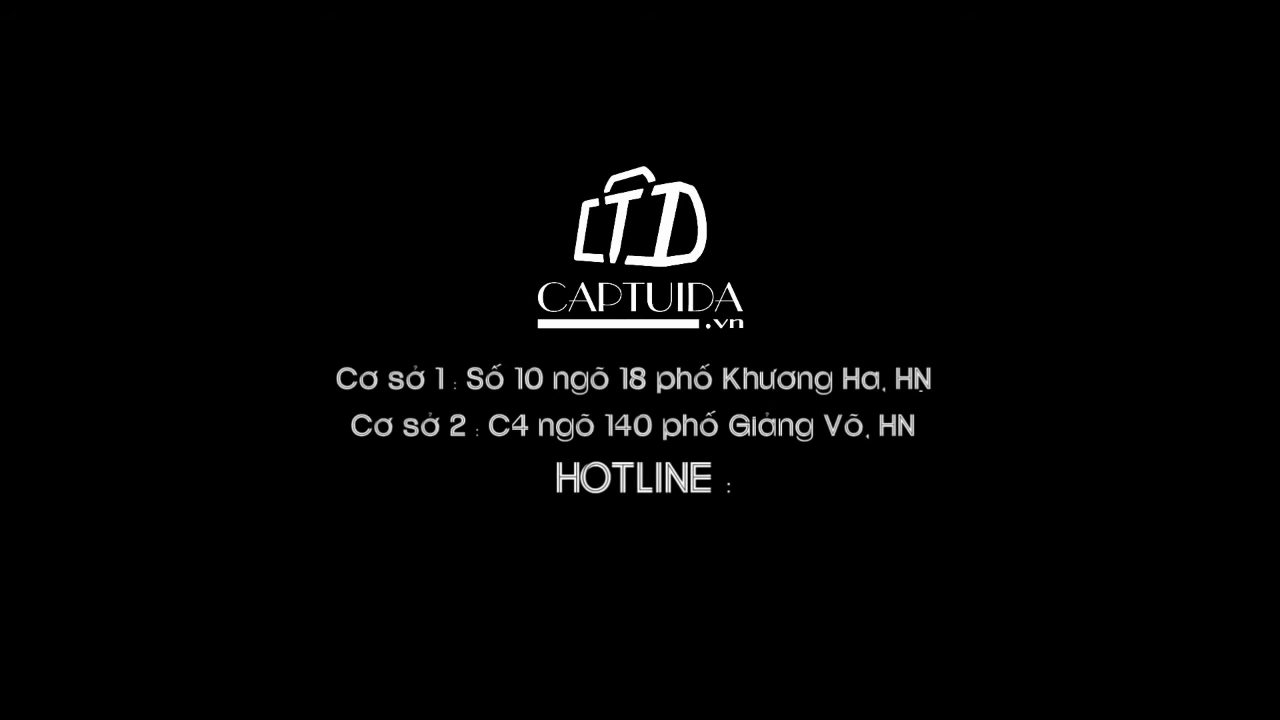 CTD
CAPTUIDA
.vn
Cơ sở 1 : Số 10 ngõ 18 phố Khương Hạ, HN
Cơ sở 2 : C4 ngõ 140 phố Giảng Võ, HN
HOTLINE :